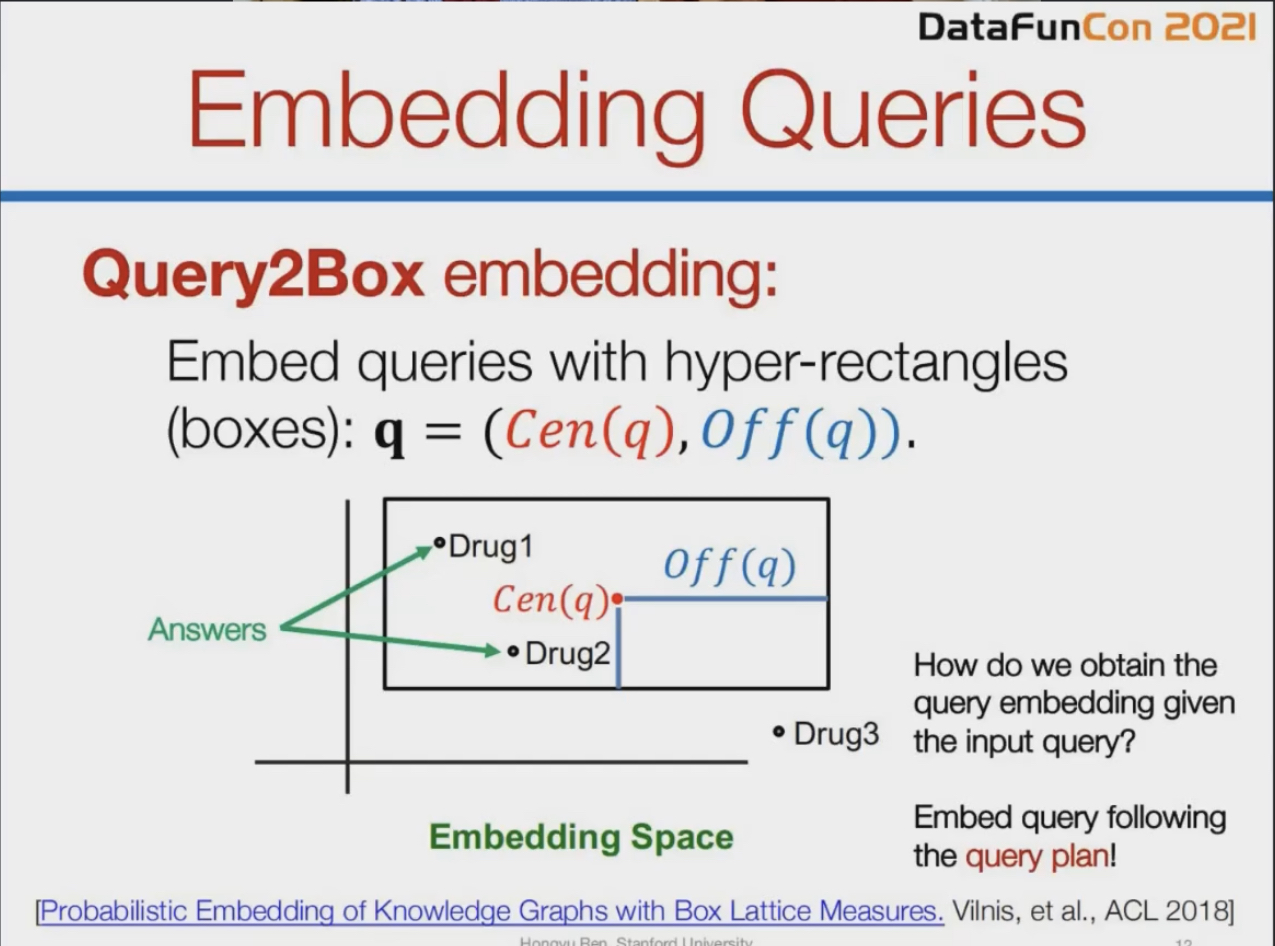 DataFunCon 2021
Embedding Queries
Query2Box embedding:
Embed queries with hyper-rectangles
(boxes): q = (Cen(q), Off(q)).
Drug1
Off(q)
Cen(q)
Answers
Drug2
Drug3
How do we obtain the
query embedding given
the input query?
Embed query following
the query plan!
Embedding Space
[Probabilistic Embedding of Knowledge Graphs with Box Lattice Measures. Vilnis, et al., ACL 2018]
Hongyu Ren, Stanford University
12